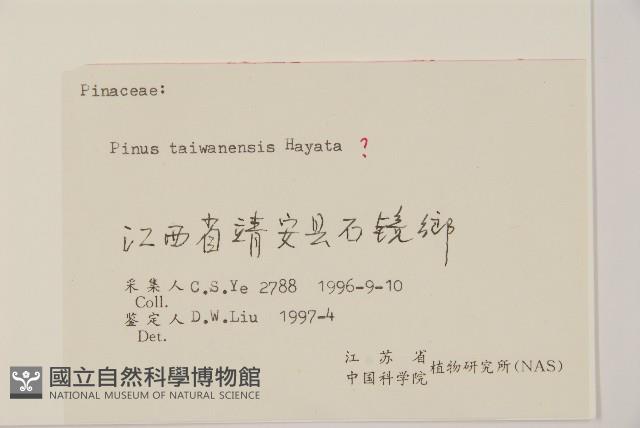 Pinaceae:
Pinus taiwanensis Hayata ?
江西省靖安县石镜鄉
采集人 C.S.Ye 2788 1996-9-10
Coll.
鉴定人 D.W.Liu 1997-4
Det.
江苏省
中国科学院 植物研究所(NAS)
國立自然科學博物館
NATIONAL MUSEUM OF NATURAL SCIENCE